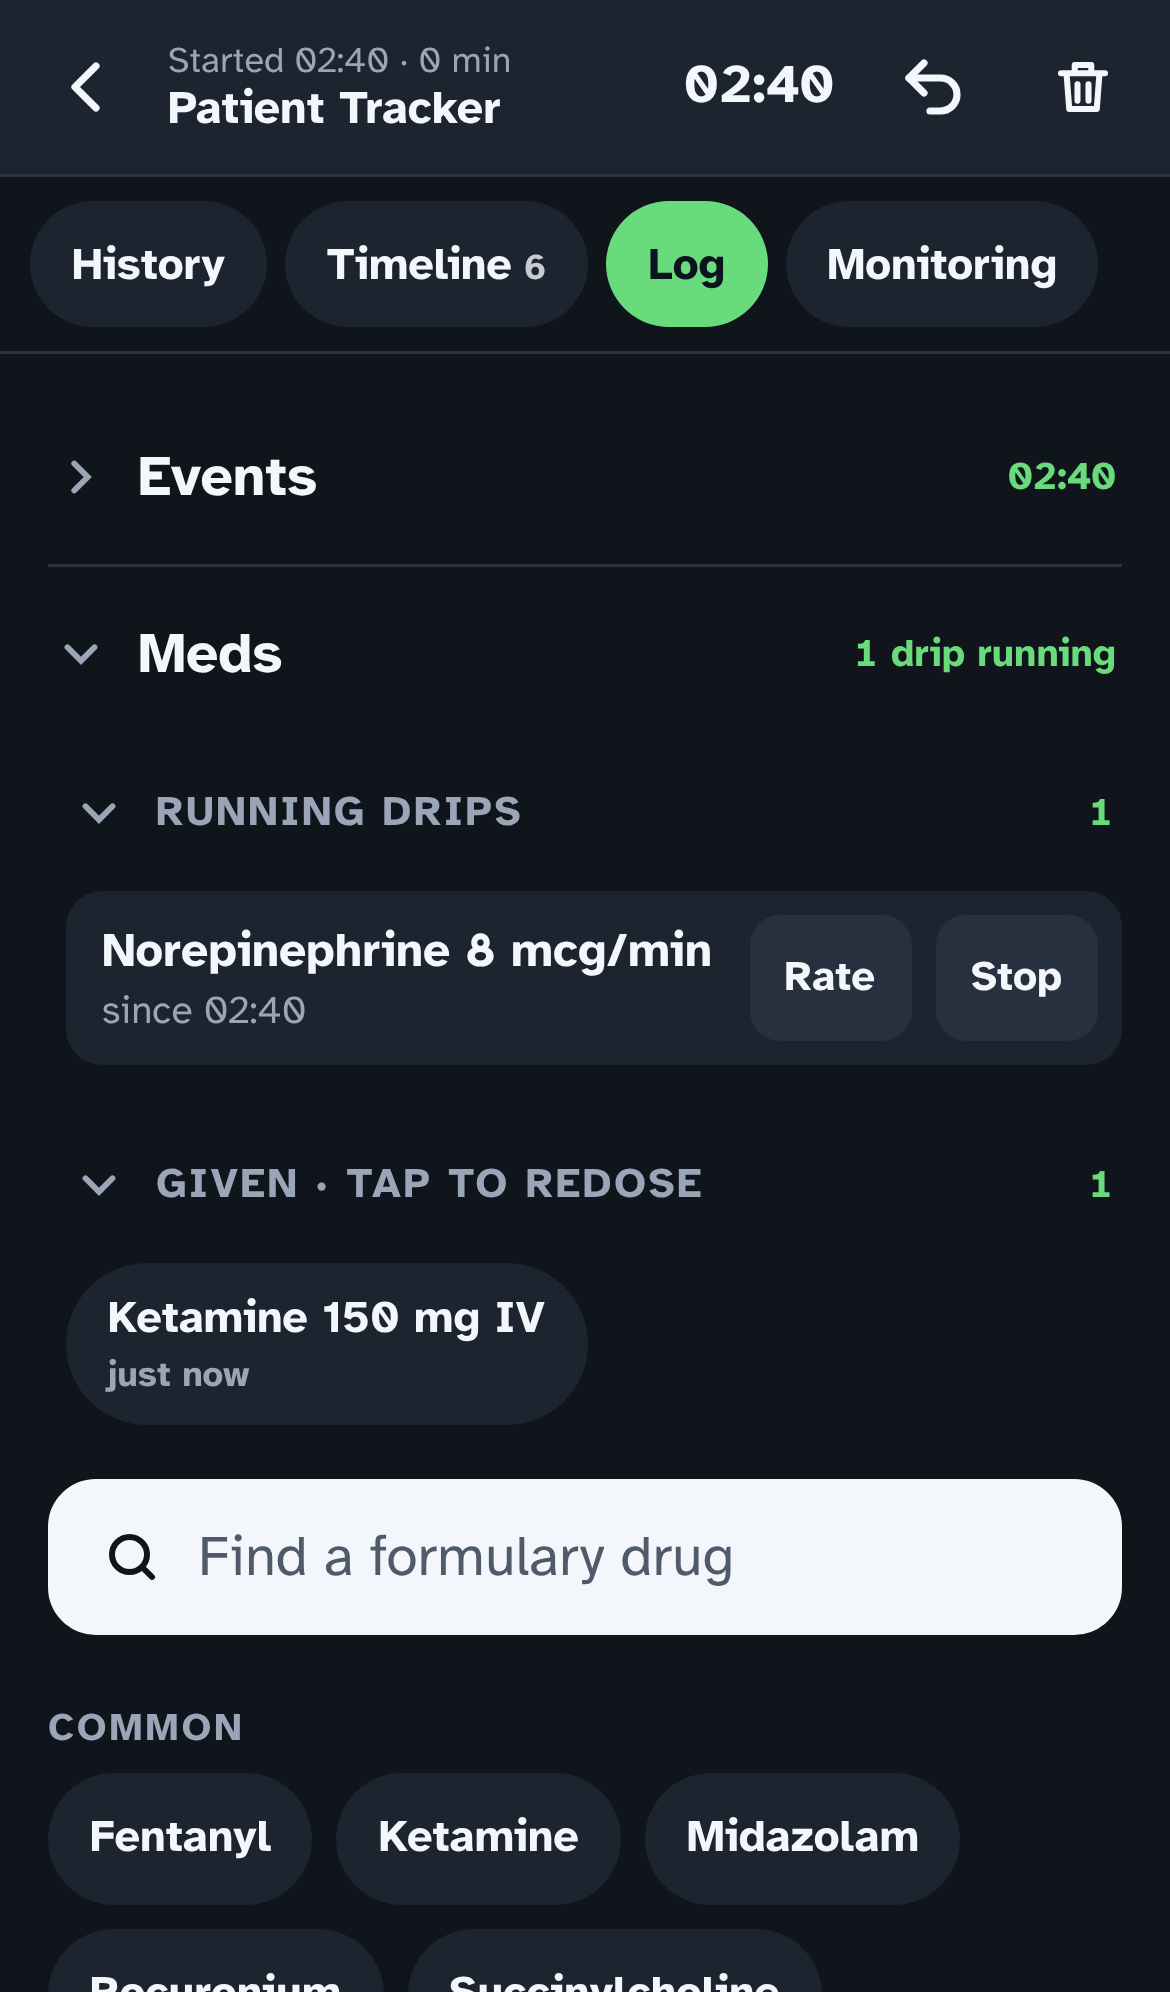 Started 02:40 · 0 min
Patient Tracker
02:40
History
Timeline 6
Log
Monitoring
Events
02:40
Meds
1 drip running
RUNNING DRIPS
1
Norepinephrine 8 mcg/min
since 02:40
Rate
Stop
GIVEN · TAP TO REDOSE
1
Ketamine 150 mg IV
just now
Find a formulary drug
COMMON
Fentanyl
Ketamine
Midazolam
Rocuronium
Succinylcholine